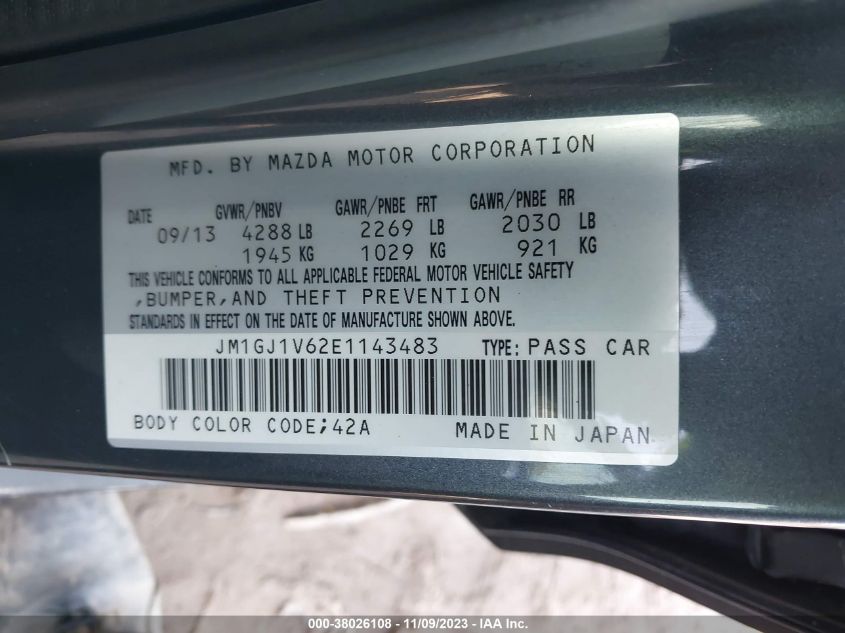 MFD. BY MAZDA MOTOR CORPORATION
DATE GVWR/PNBV GAWR/PNBE FRT GAWR/PNBE RR
09/13 4288 LB 2269 LB 2030 LB
1945 KG 1029 KG 921 KG
THIS VEHICLE CONFORMS TO ALL APPLICABLE FEDERAL MOTOR VEHICLE SAFETY
,BUMPER,AND THEFT PREVENTION
STANDARDS IN EFFECT ON THE DATE OF MANUFACTURE SHOWN ABOVE.
JM1GJ1V62E1143483 TYPE: PASS CAR
BODY COLOR CODE;42A MADE IN JAPAN
000-38026108 - 11/09/2023 - IAA Inc.